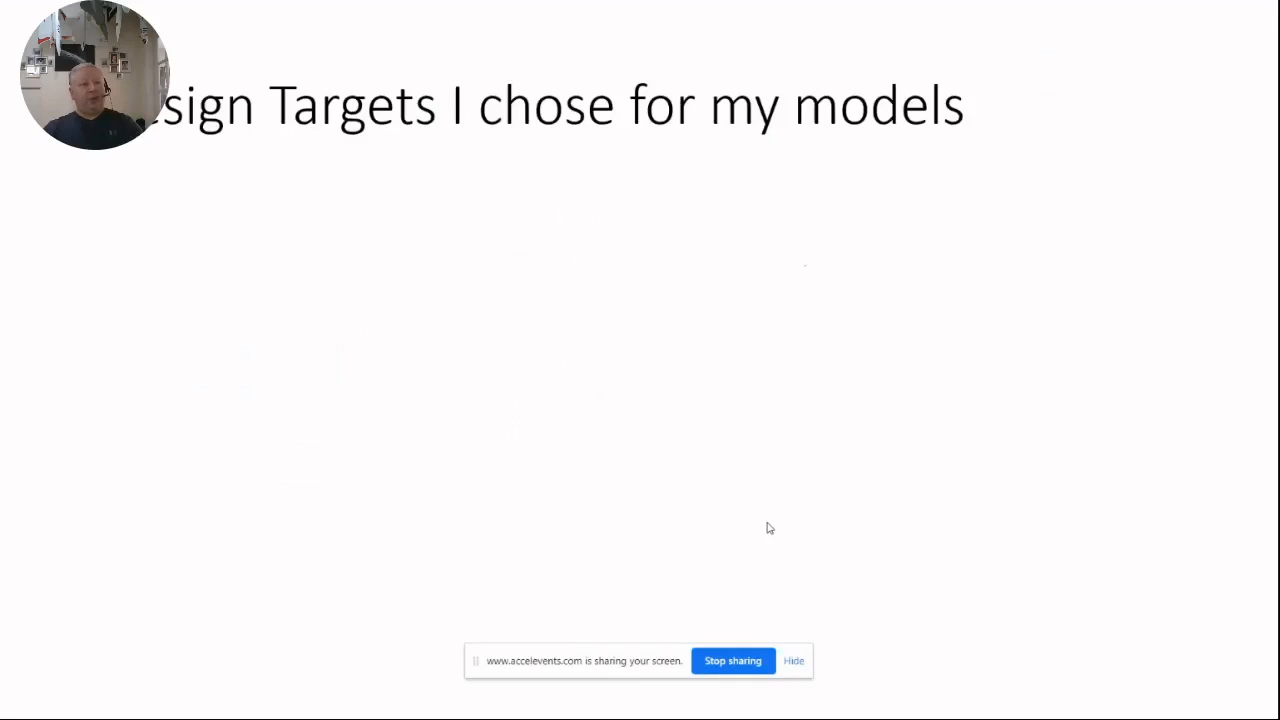 sign Targets I chose for my models
www.accelevents.com is sharing your screen.
Stop sharing
Hide